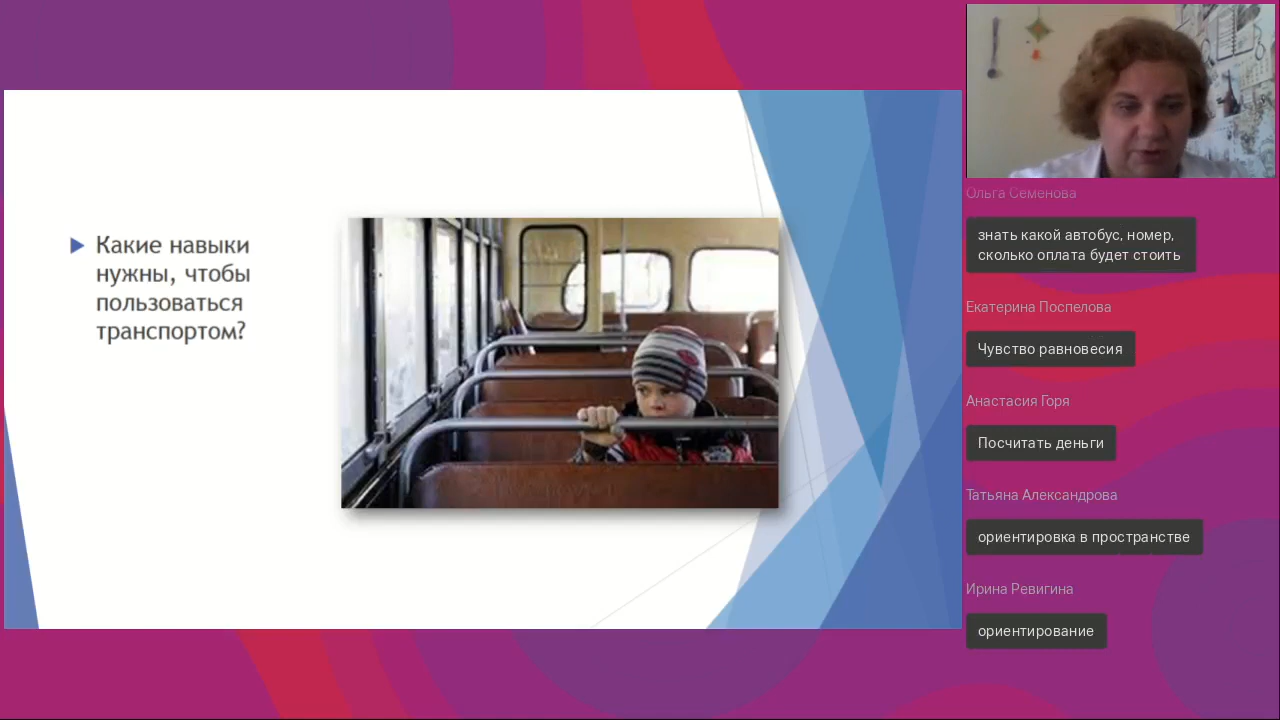 Какие навыки
нужны, чтобы
пользоваться
транспортом?
Ольга Семенова
знать какой автобус, номер,
сколько оплата будет стоить
Екатерина Поспелова
Чувство равновесия
Анастасия Горя
Посчитать деньги
Татьяна Александрова
ориентировка в пространстве
Ирина Ревигина
ориентирование